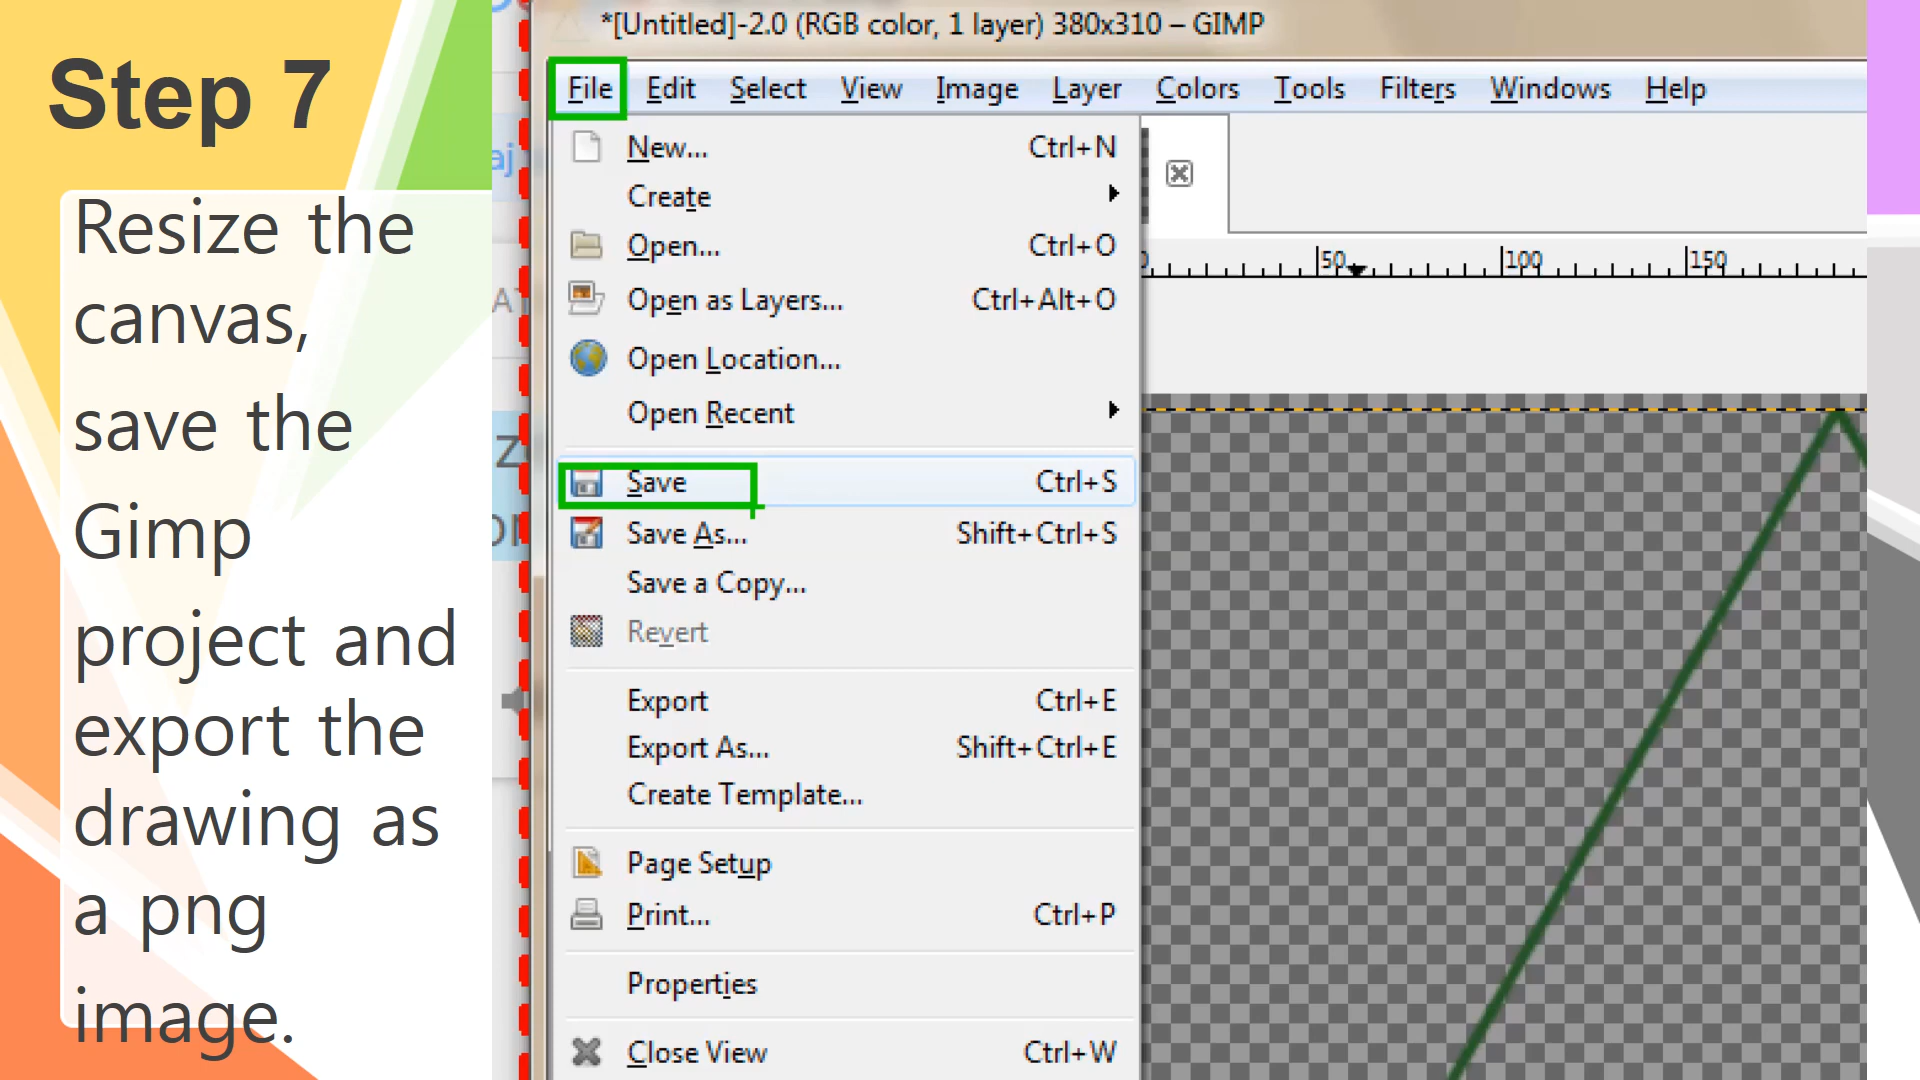 Step 7
Resize the
canvas,
save the
Gimp
project and
export the
drawing as
a png
image.
*[Untitled]-2.0 (RGB color, 1 layer) 380x310 – GIMP
File Edit Select View Image Layer Colors Tools Filters Windows Help
New... Ctrl+N
Create
Open... Ctrl+O
Open as Layers... Ctrl+Alt+O
Open Location...
Open Recent
Save Ctrl+S
Save As... Shift+Ctrl+S
Save a Copy...
Revert
Export Ctrl+E
Export As... Shift+Ctrl+E
Create Template...
Page Setup
Print... Ctrl+P
Properties
Close View Ctrl+W
50 100 150